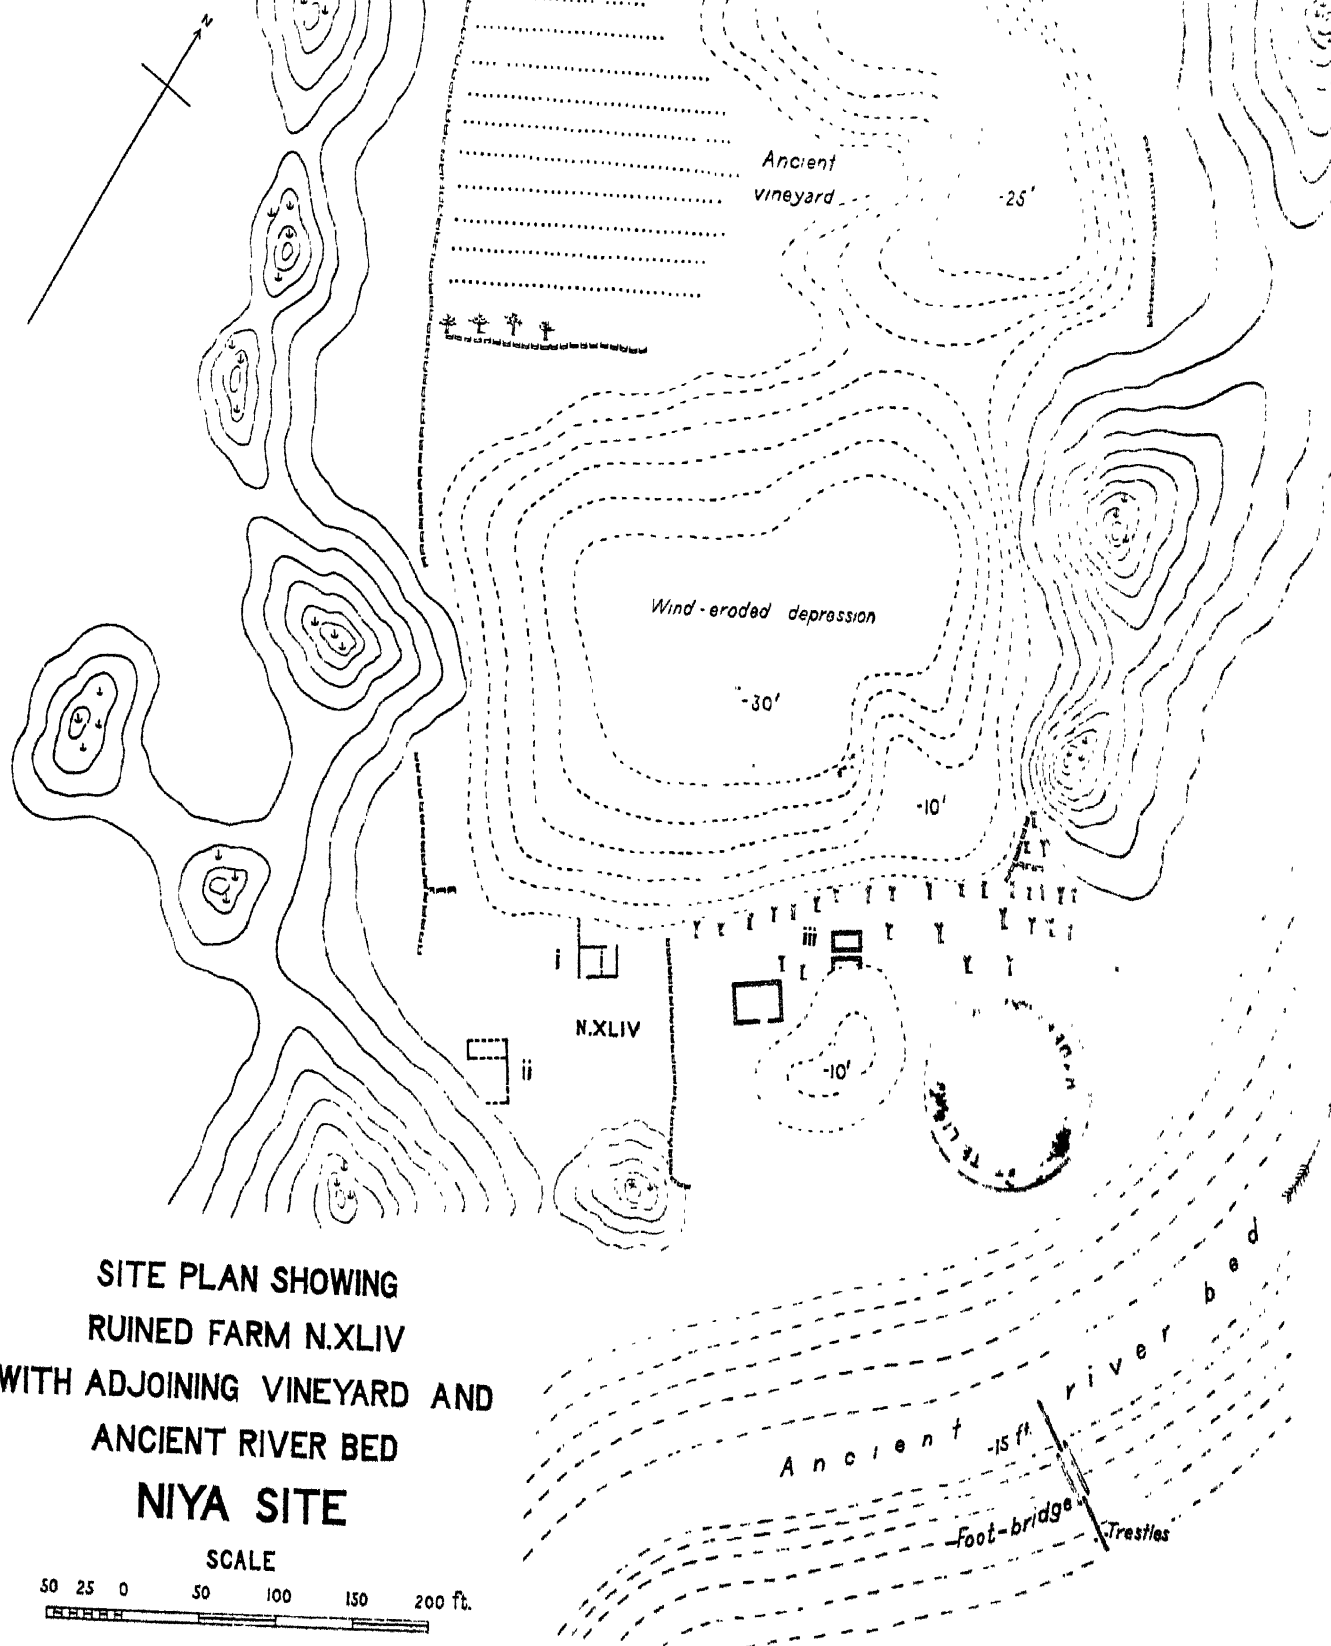 N
Ancient
vineyard
-25'
Wind-eroded depression
-30'
-10'
iii
i
N.XLIV
ii
-10'
Ancient river bed
-15 ft.
Foot-bridge
Trestles
SITE PLAN SHOWING
RUINED FARM N.XLIV
WITH ADJOINING VINEYARD AND
ANCIENT RIVER BED
NIYA SITE
SCALE
50 25 0 50 100 150 200 ft.